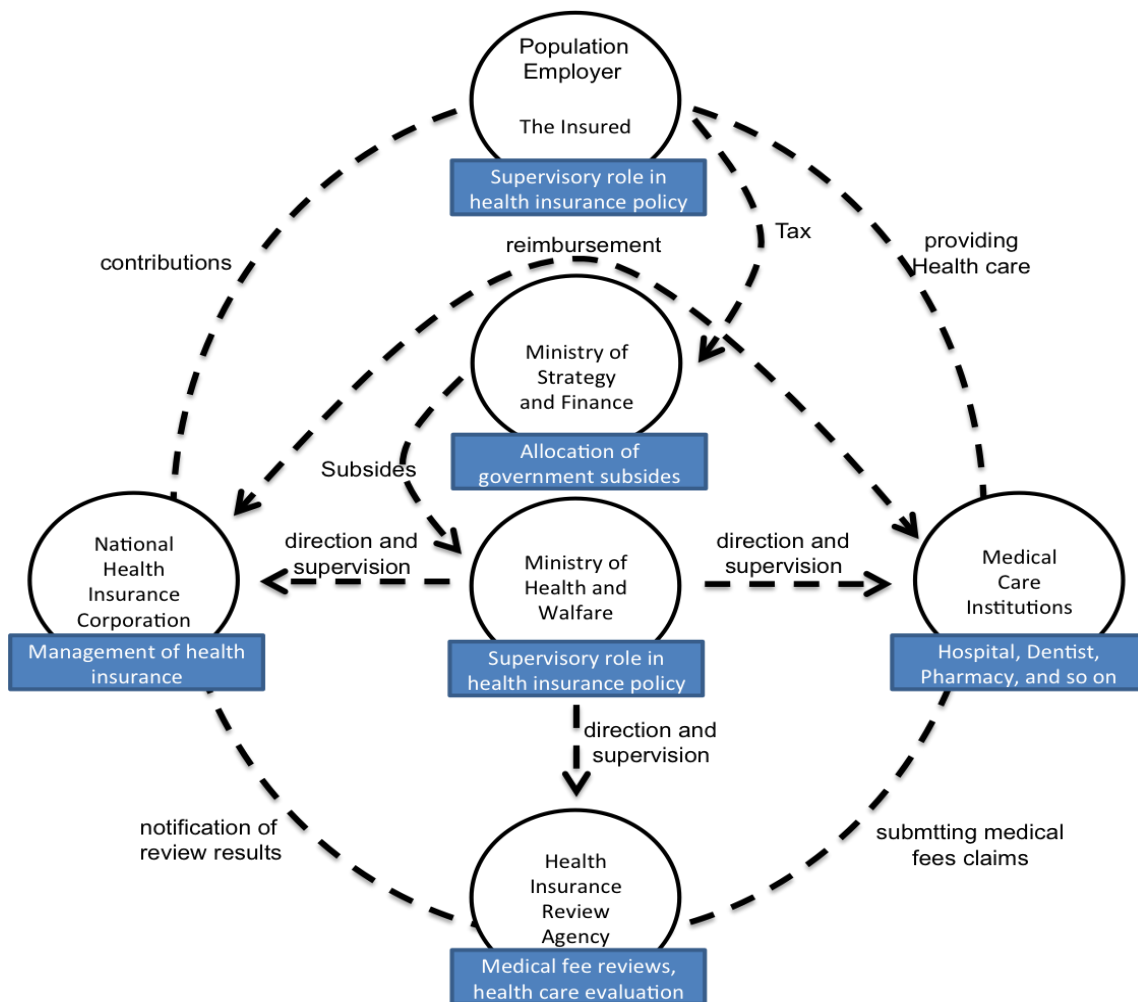 Population
Employer
The Insured
Supervisory role in
health insurance policy
Tax
reimbursement
contributions
providing
Health care
Ministry of
Strategy
and Finance
Allocation of
government subsides
Subsides
National
Health
Insurance
Corporation
Management of health
insurance
direction and
supervision
Ministry of
Health and
Walfare
Supervisory role in
health insurance policy
direction and
supervision
Medical
Care
Institutions
Hospital, Dentist,
Pharmacy, and so on
direction and
supervision
notification of
review results
submtting medical
fees claims
Health
Insurance
Review
Agency
Medical fee reviews,
health care evaluation